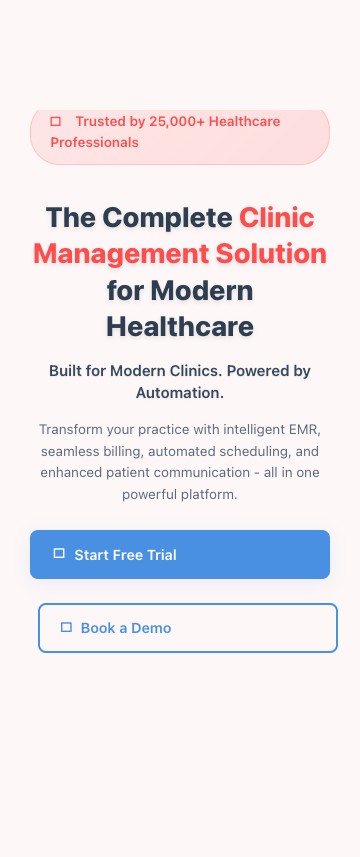 Trusted by 25,000+ Healthcare
Professionals
The Complete Clinic
Management Solution
for Modern
Healthcare
Built for Modern Clinics. Powered by
Automation.
Transform your practice with intelligent EMR,
seamless billing, automated scheduling, and
enhanced patient communication - all in one
powerful platform.
Start Free Trial
Book a Demo